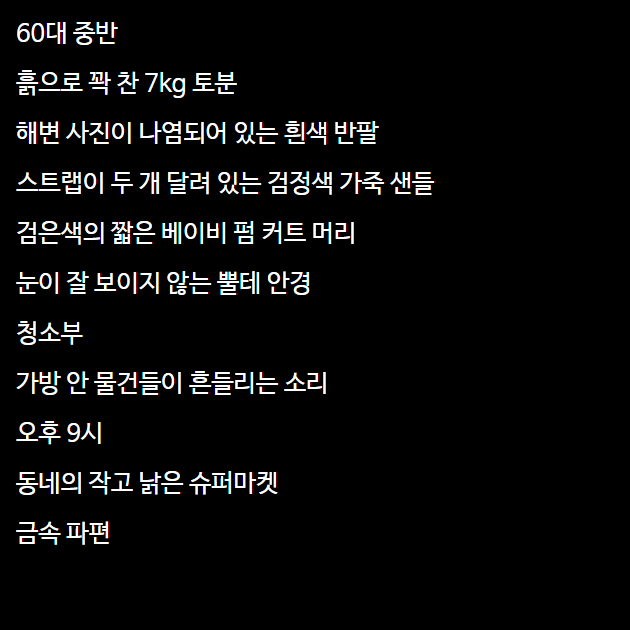 60대 중반
흙으로 꽉 찬 7kg 토분
해변 사진이 나염되어 있는 흰색 반팔
스트랩이 두 개 달려 있는 검정색 가죽 샌들
검은색의 짧은 베이비 펌 커트 머리
눈이 잘 보이지 않는 뿔테 안경
청소부
가방 안 물건들이 흔들리는 소리
오후 9시
동네의 작고 낡은 슈퍼마켓
금속 파편